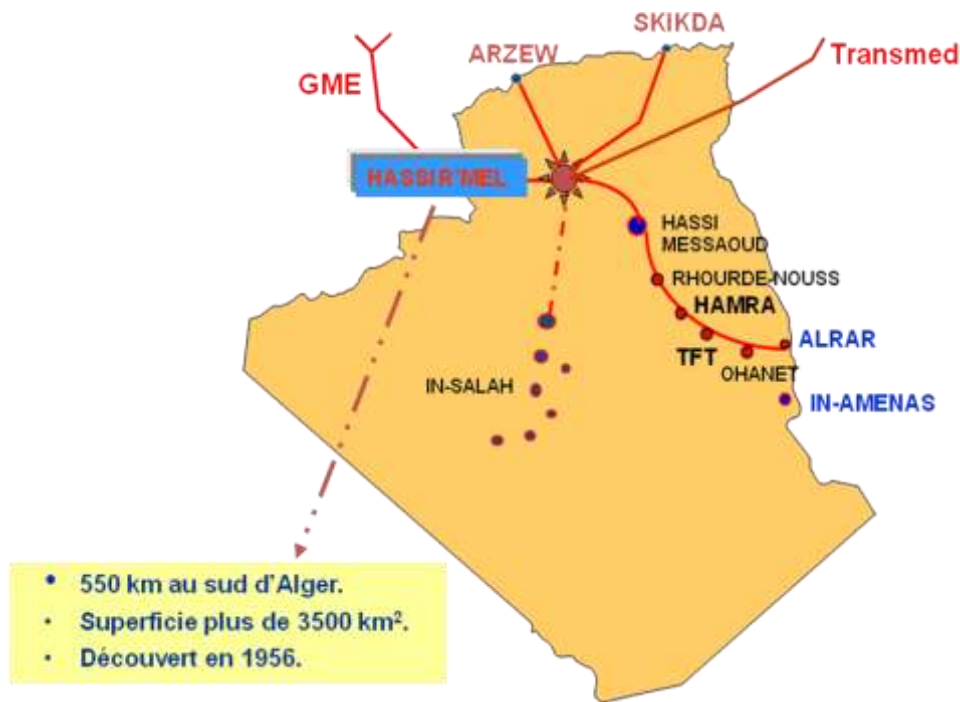 SKIKDA
ARZEW
Transmed
GME
HASSI R'MEL
HASSI
MESSAOUD
RHOURDE-NOUSS
HAMRA
ALRAR
TFT
OHANET
IN-SALAH
IN-AMENAS
• 550 km au sud d'Alger.
• Superficie plus de 3500 km².
• Découvert en 1956.